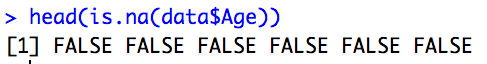 > head(is.na(data$Age))
[1] FALSE FALSE FALSE FALSE FALSE FALSE